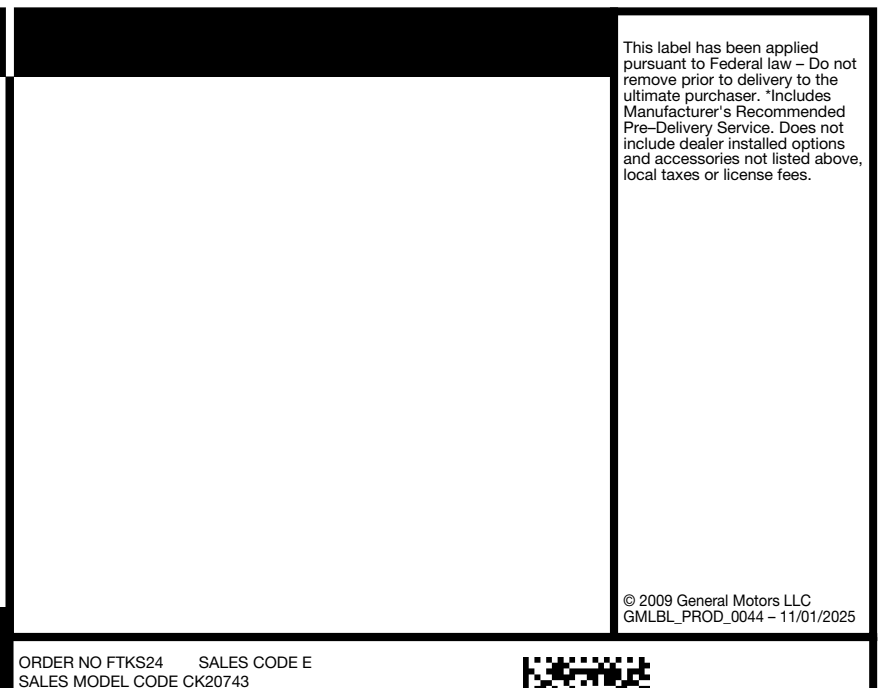 This label has been applied
pursuant to Federal law – Do not
remove prior to delivery to the
ultimate purchaser. *Includes
Manufacturer's Recommended
Pre–Delivery Service. Does not
include dealer installed options
and accessories not listed above,
local taxes or license fees.
© 2009 General Motors LLC
GMLBL_PROD_0044 – 11/01/2025
ORDER NO FTKS24 SALES CODE E
SALES MODEL CODE CK20743